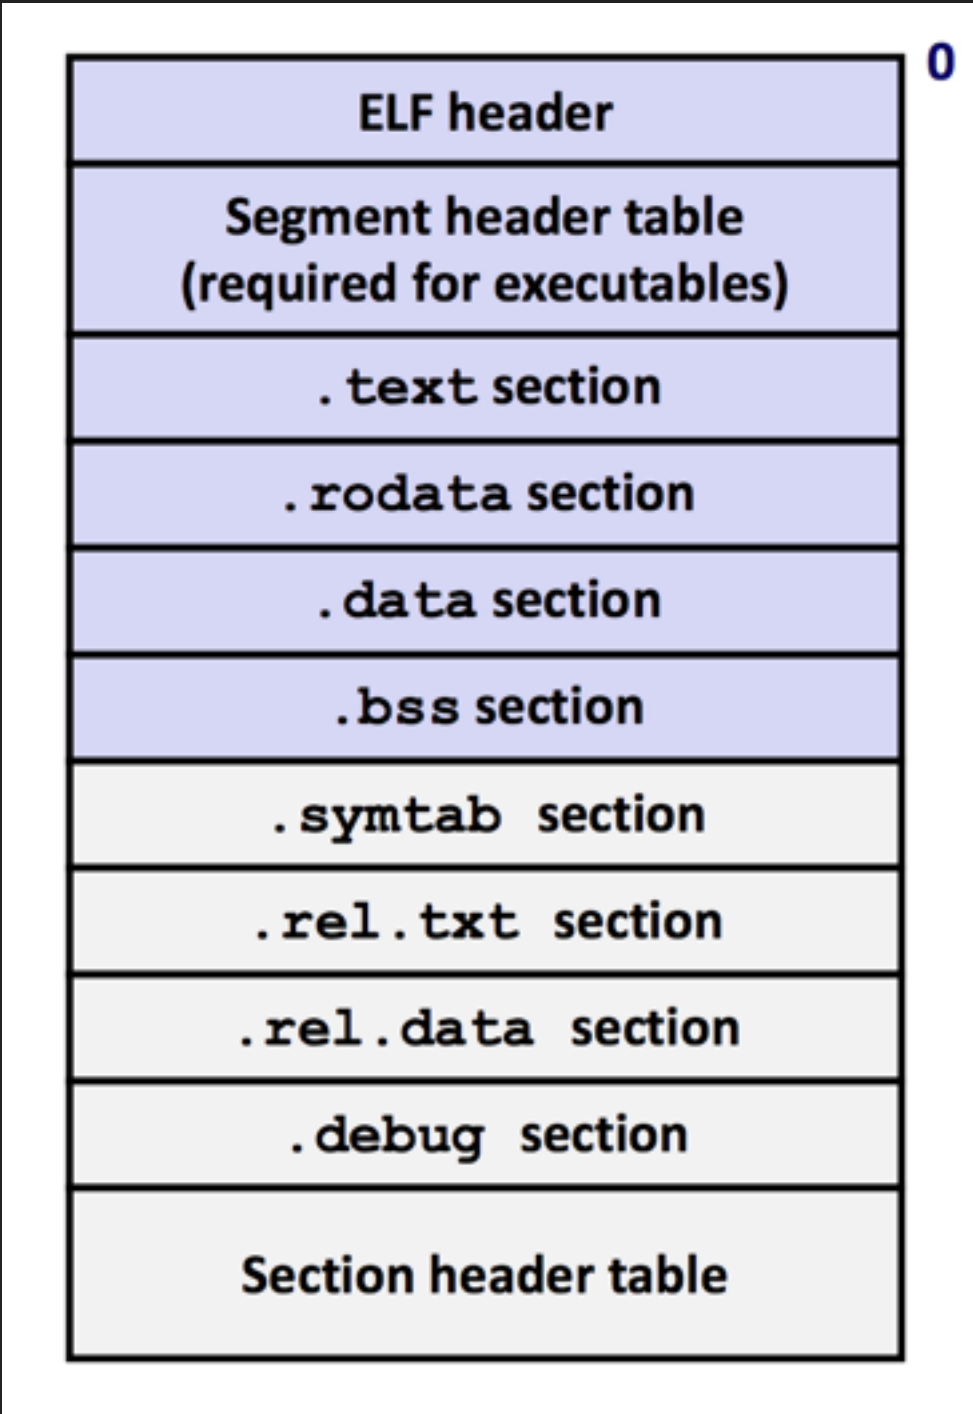 0
ELF header
Segment header table
(required for executables)
.text section
.rodata section
.data section
.bss section
.symtab section
.rel.txt section
.rel.data section
.debug section
Section header table